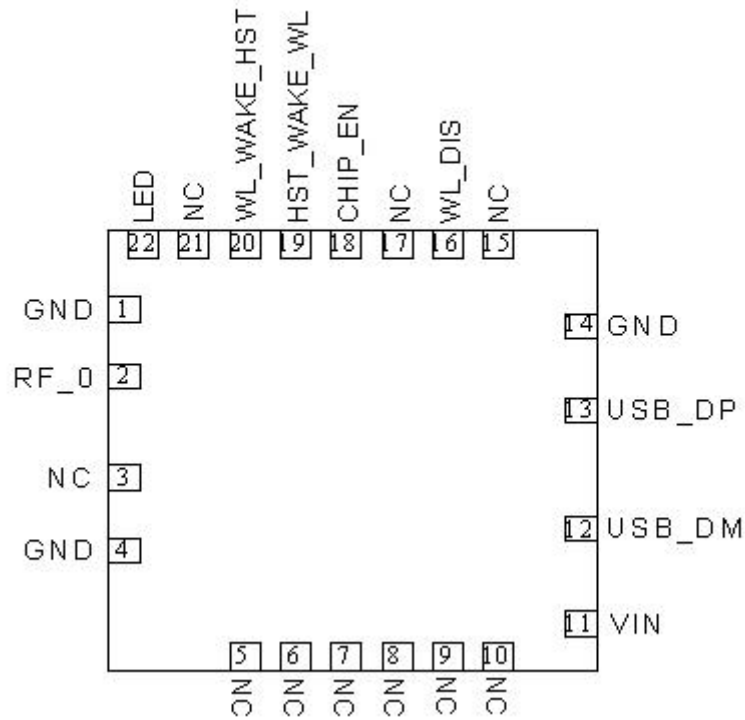 LED
NC
WL_WAKE_HST
HST_WAKE_WL
CHIP_EN
NC
WL_DIS
NC
22 21 20 19 18 17 16 15
GND 1
RF_0 2
NC 3
GND 4
14 GND
13 USB_DP
12 USB_DM
11 VIN
5 6 7 8 9 10
NC
NC
NC
NC
NC
NC